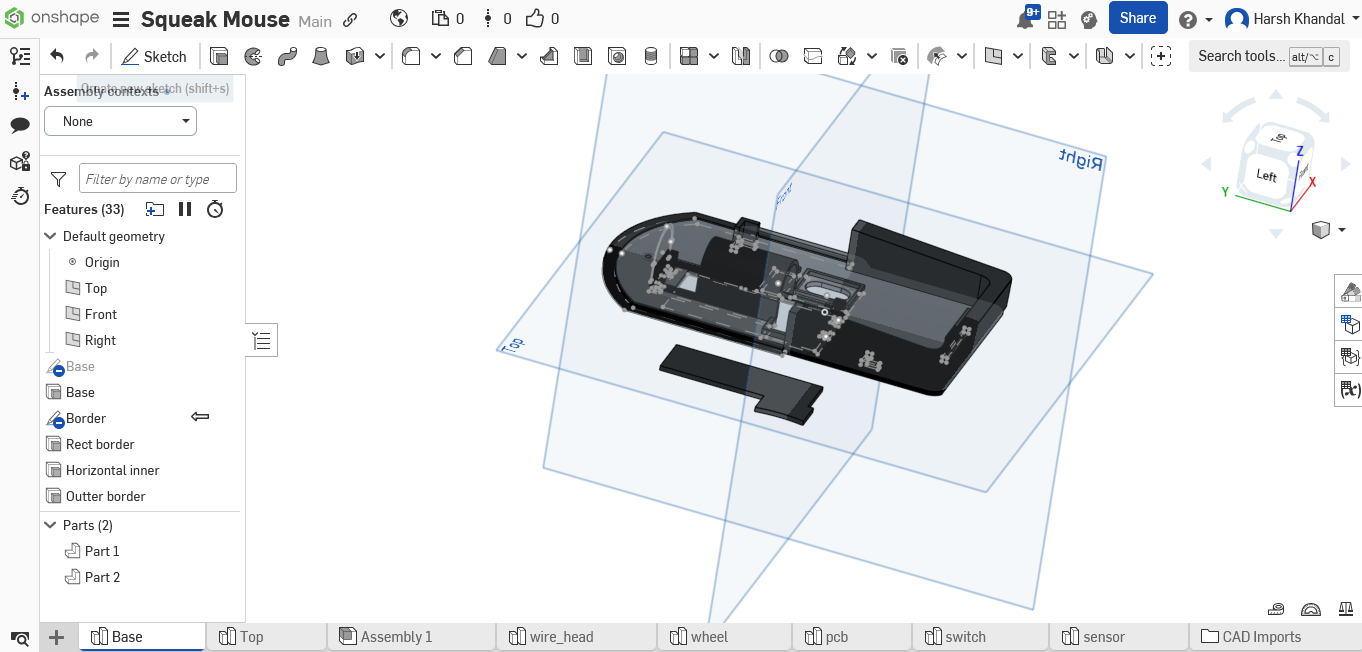 onshape Squeak Mouse Main 0 0 0 9+ Share Harsh Khandal
Sketch Search tools... alt/⌥ c
Assembly contexts
Create new sketch (shift+s)
None
Filter by name or type
Features (33)
Default geometry
Origin
Top
Front
Right
Base
Base
Border
Rect border
Horizontal inner
Outter border
Parts (2)
Part 1
Part 2
Right
Front
Top
Left
Z
X
Y
(x)
Base Top Assembly 1 wire_head wheel pcb switch sensor CAD Imports